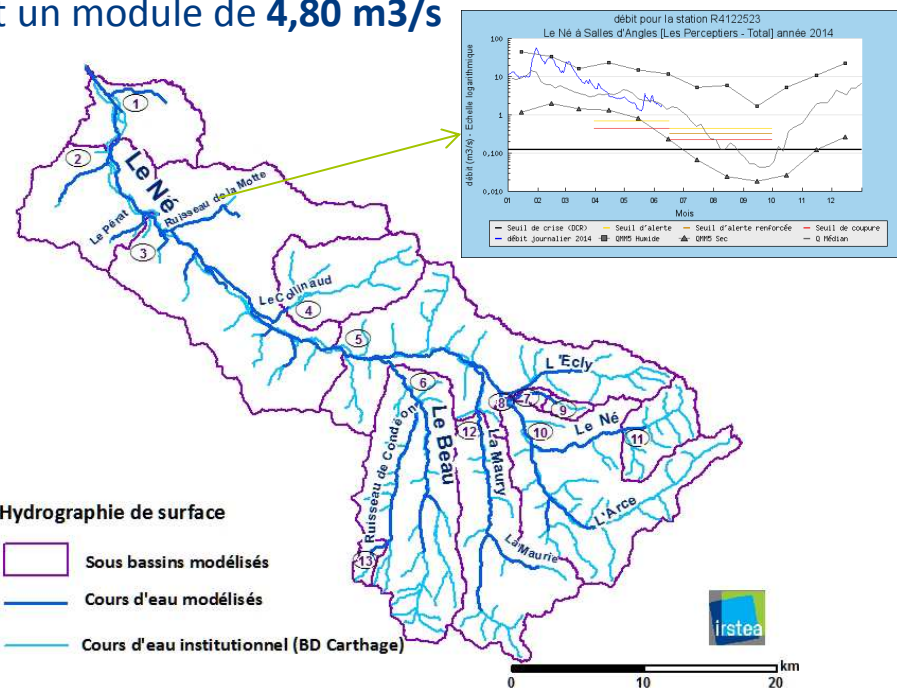 t un module de 4,80 m3/s
débit pour la station R4122523
Le Né à Salles d'Angles [Les Perceptiers - Total] année 2014
débit (m3/s) - Echelle logarithmique
100
10
1
0,100
0,010
01 02 03 04 05 06 07 08 09 10 11 12
Mois
Seuil de crise (DCR) Seuil d'alerte Seuil d'alerte renforcée Seuil de coupure
débit journalier 2014 QMM5 Humide QMM5 Sec Q Médian
1
2
Le Né
Ruisseau de la Motte
Le Pérat
3
Le Collinaud
4
5
L'Ecly
6
7
8
9
Le Beau
Ruisseau de Condéon
12
La Maury
10
Le Né
11
L'Arce
La Maurie
13
Hydrographie de surface
Sous bassins modélisés
Cours d'eau modélisés
Cours d'eau institutionnel (BD Carthage)
irstea
km
0 10 20